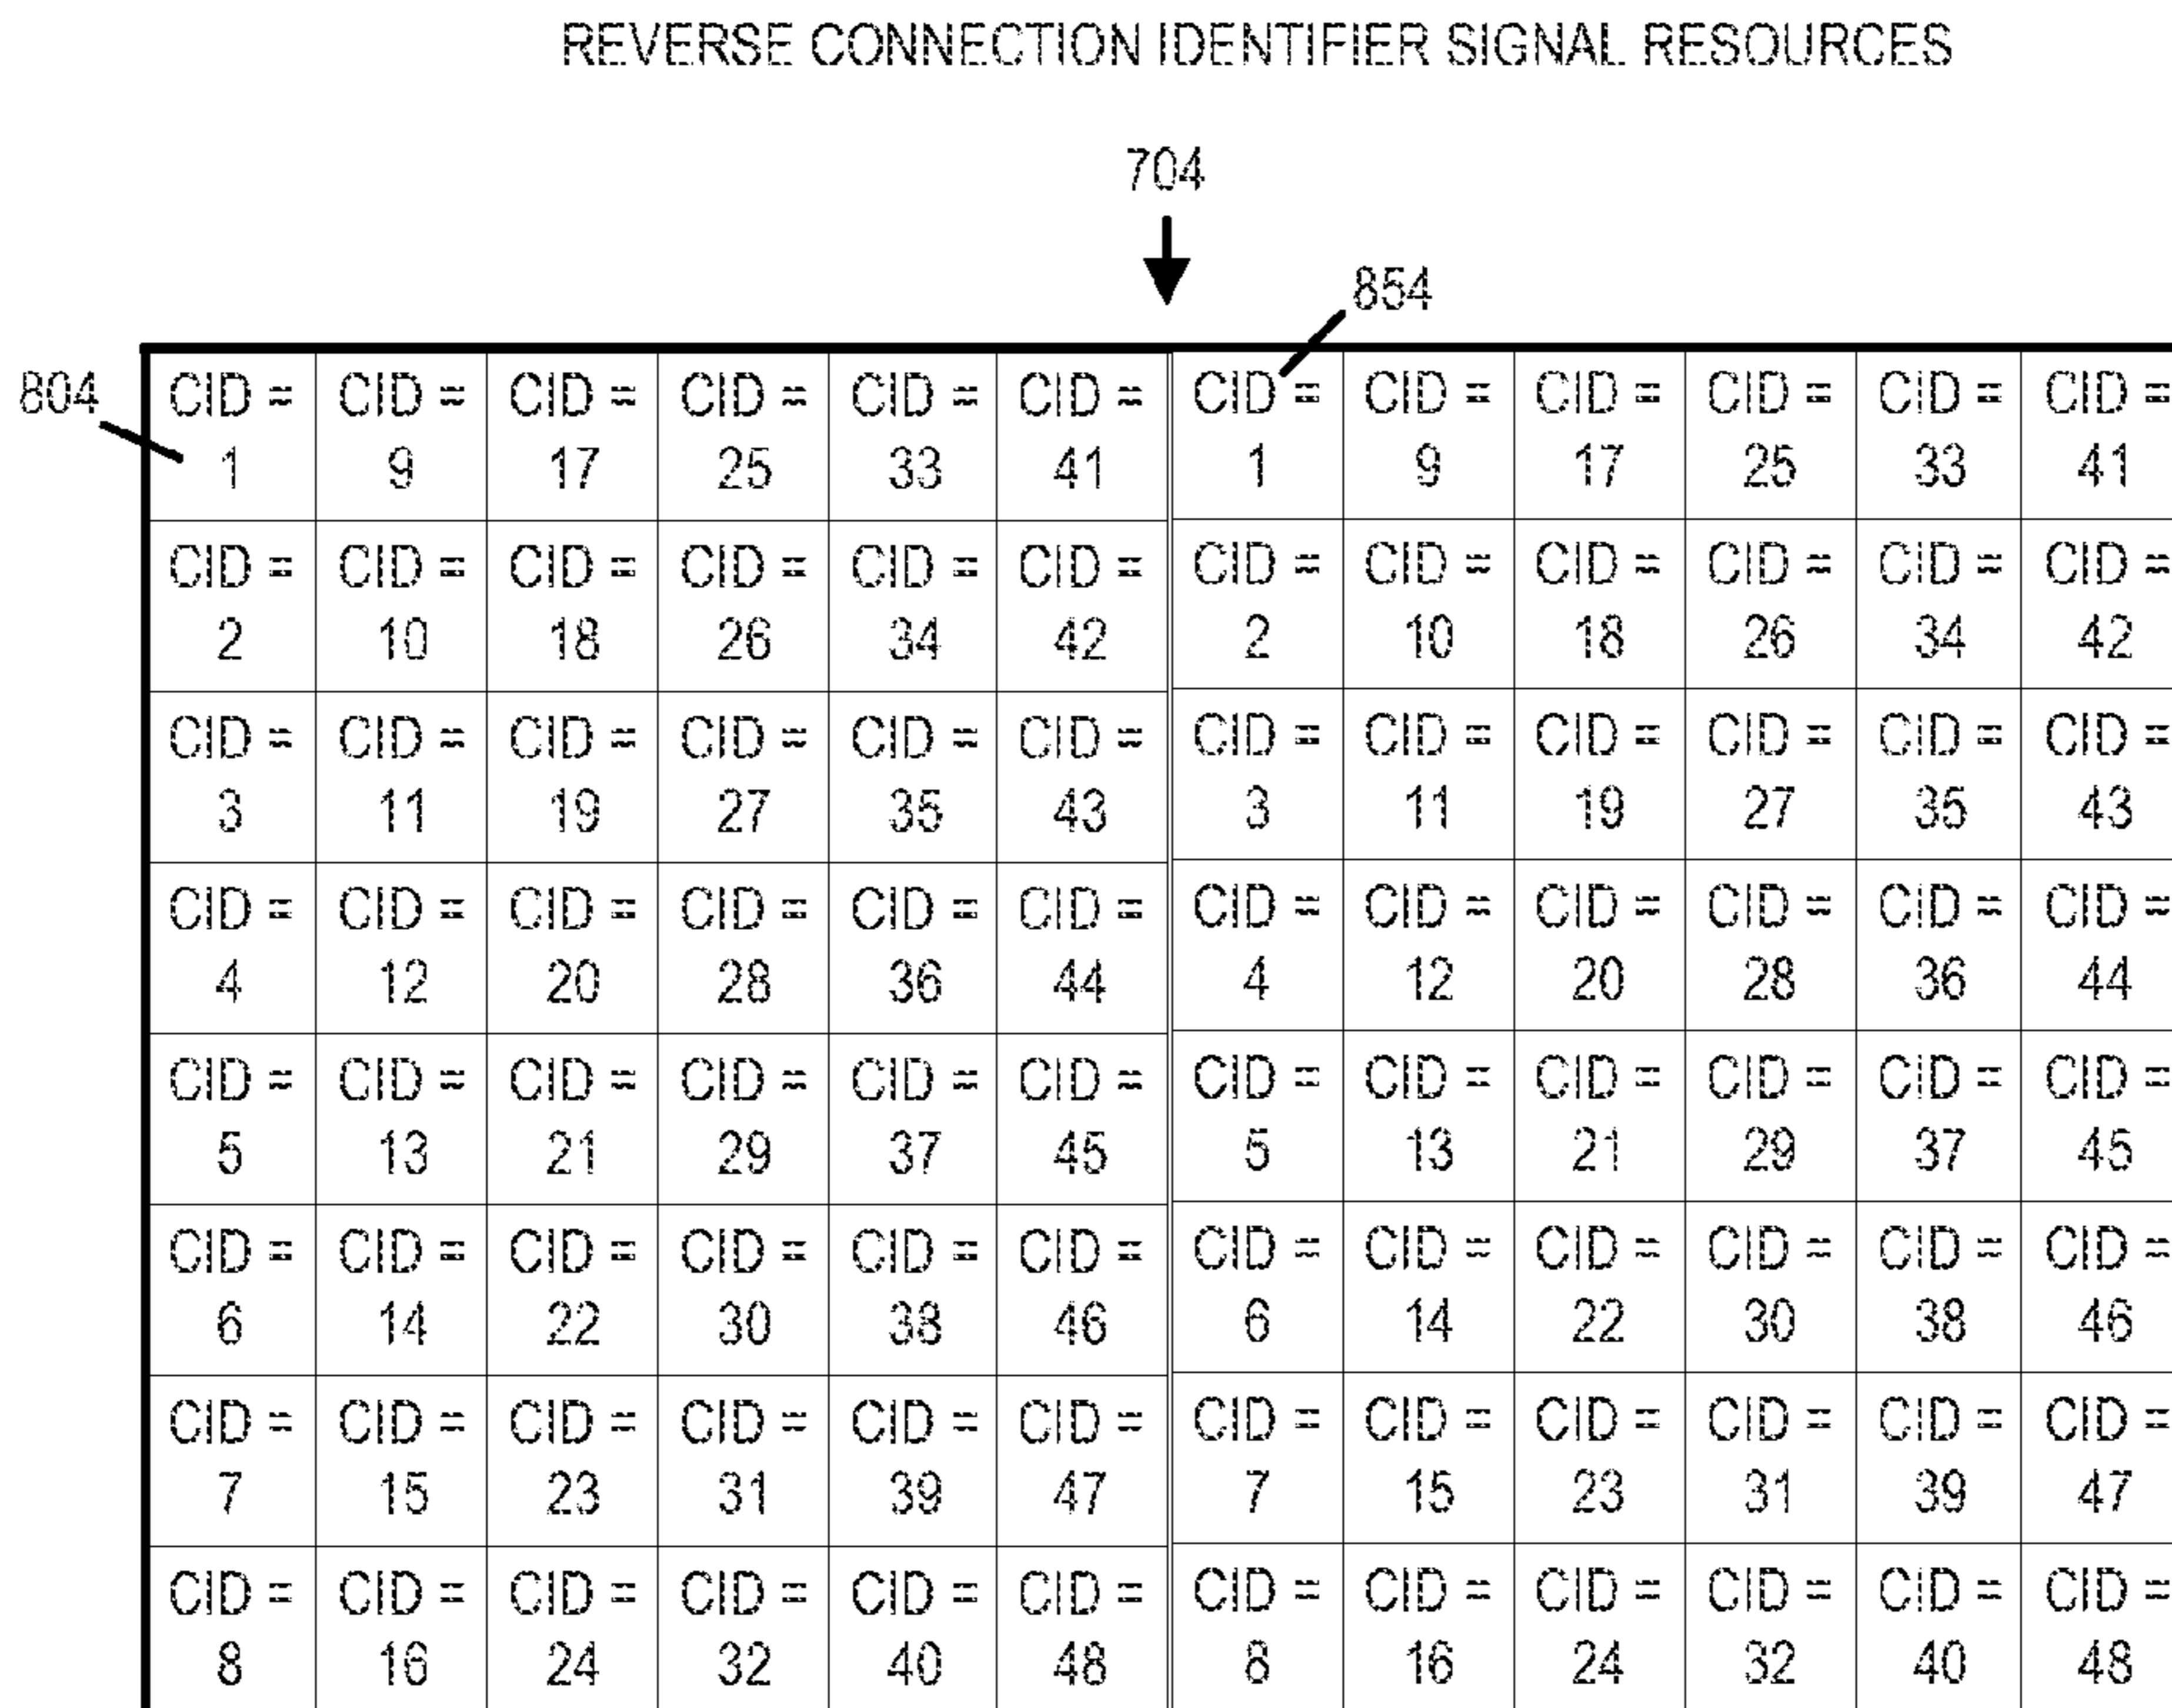 REVERSE CONNECTION IDENTIFIER SIGNAL RESOURCES
704
854
804
CID = CID = CID = CID = CID = CID = CID = CID = CID = CID = CID = CID =
1 9 17 25 33 41 1 9 17 25 33 41
CID = CID = CID = CID = CID = CID = CID = CID = CID = CID = CID = CID =
2 10 18 26 34 42 2 10 18 26 34 42
CID = CID = CID = CID = CID = CID = CID = CID = CID = CID = CID = CID =
3 11 19 27 35 43 3 11 19 27 35 43
CID = CID = CID = CID = CID = CID = CID = CID = CID = CID = CID = CID =
4 12 20 28 36 44 4 12 20 28 36 44
CID = CID = CID = CID = CID = CID = CID = CID = CID = CID = CID = CID =
5 13 21 29 37 45 5 13 21 29 37 45
CID = CID = CID = CID = CID = CID = CID = CID = CID = CID = CID = CID =
6 14 22 30 38 46 6 14 22 30 38 46
CID = CID = CID = CID = CID = CID = CID = CID = CID = CID = CID = CID =
7 15 23 31 39 47 7 15 23 31 39 47
CID = CID = CID = CID = CID = CID = CID = CID = CID = CID = CID = CID =
8 16 24 32 40 48 8 16 24 32 40 48